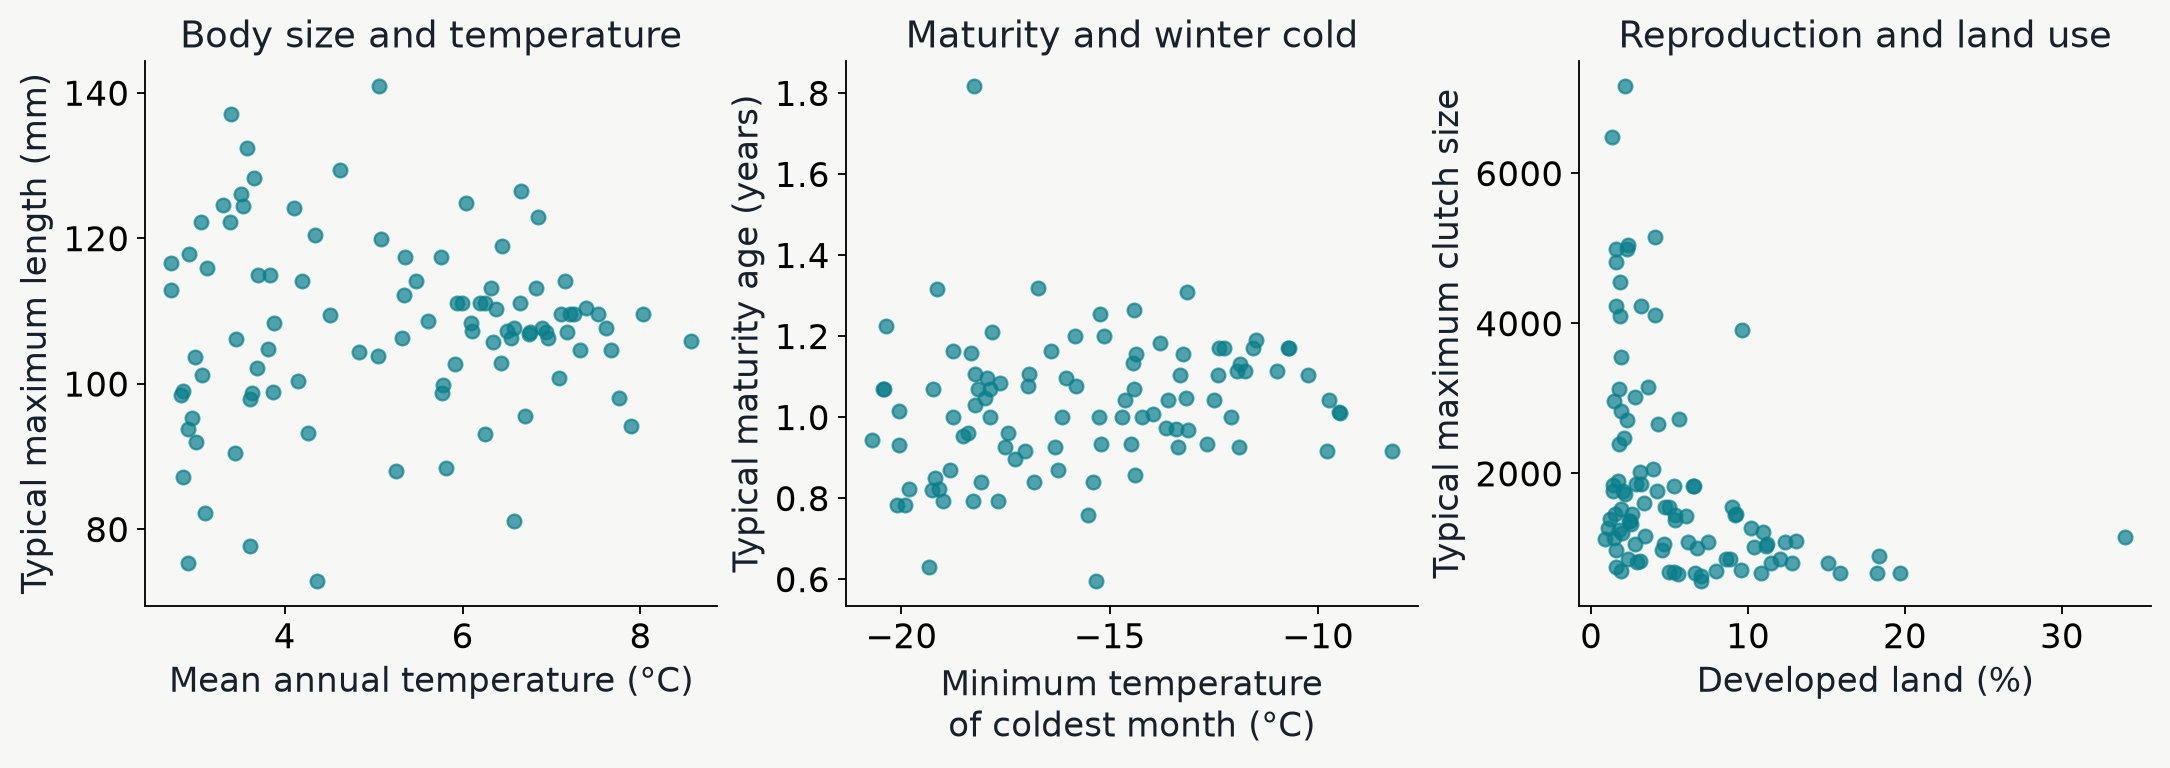 Body size and temperature
Typical maximum length (mm)
140
120
100
80
4
6
8
Mean annual temperature (°C)
Maturity and winter cold
Typical maturity age (years)
1.8
1.6
1.4
1.2
1.0
0.8
0.6
−20
−15
−10
Minimum temperature
of coldest month (°C)
Reproduction and land use
Typical maximum clutch size
6000
4000
2000
0
10
20
30
Developed land (%)